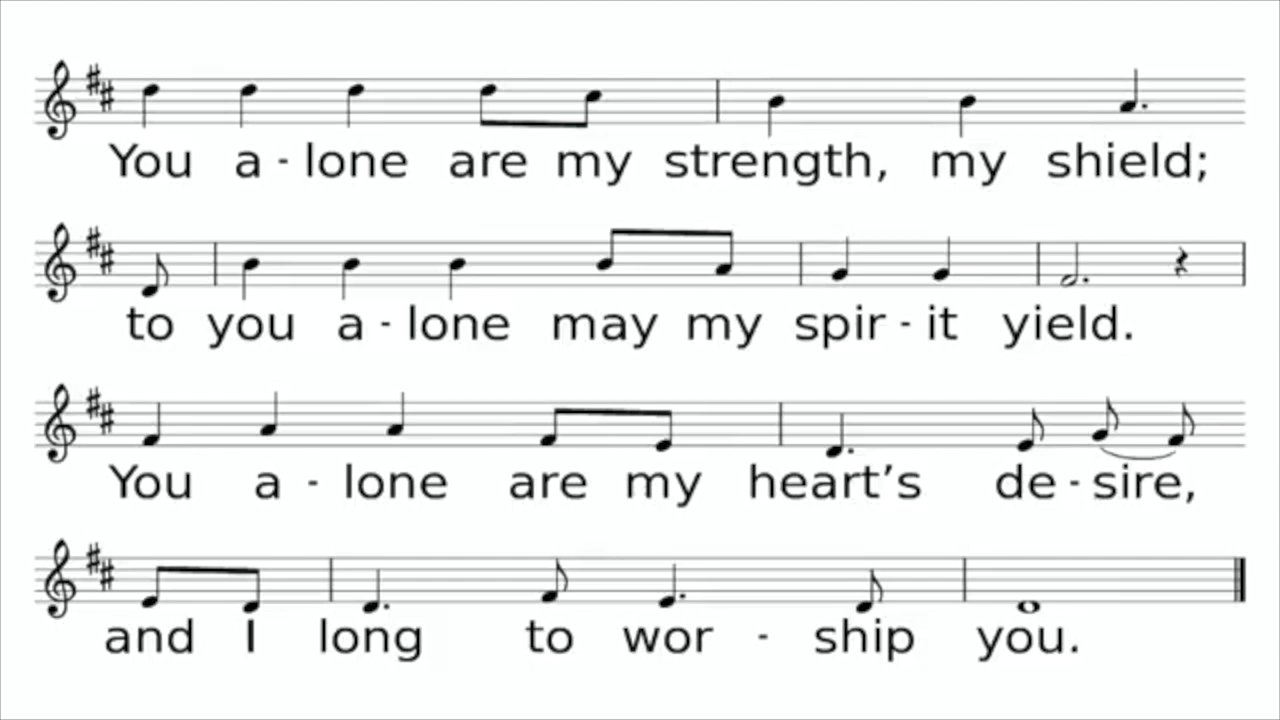 You a - lone are my strength, my shield;
to you a - lone may my spir - it yield.
You a - lone are my heart’s de - sire,
and I long to wor - ship you.